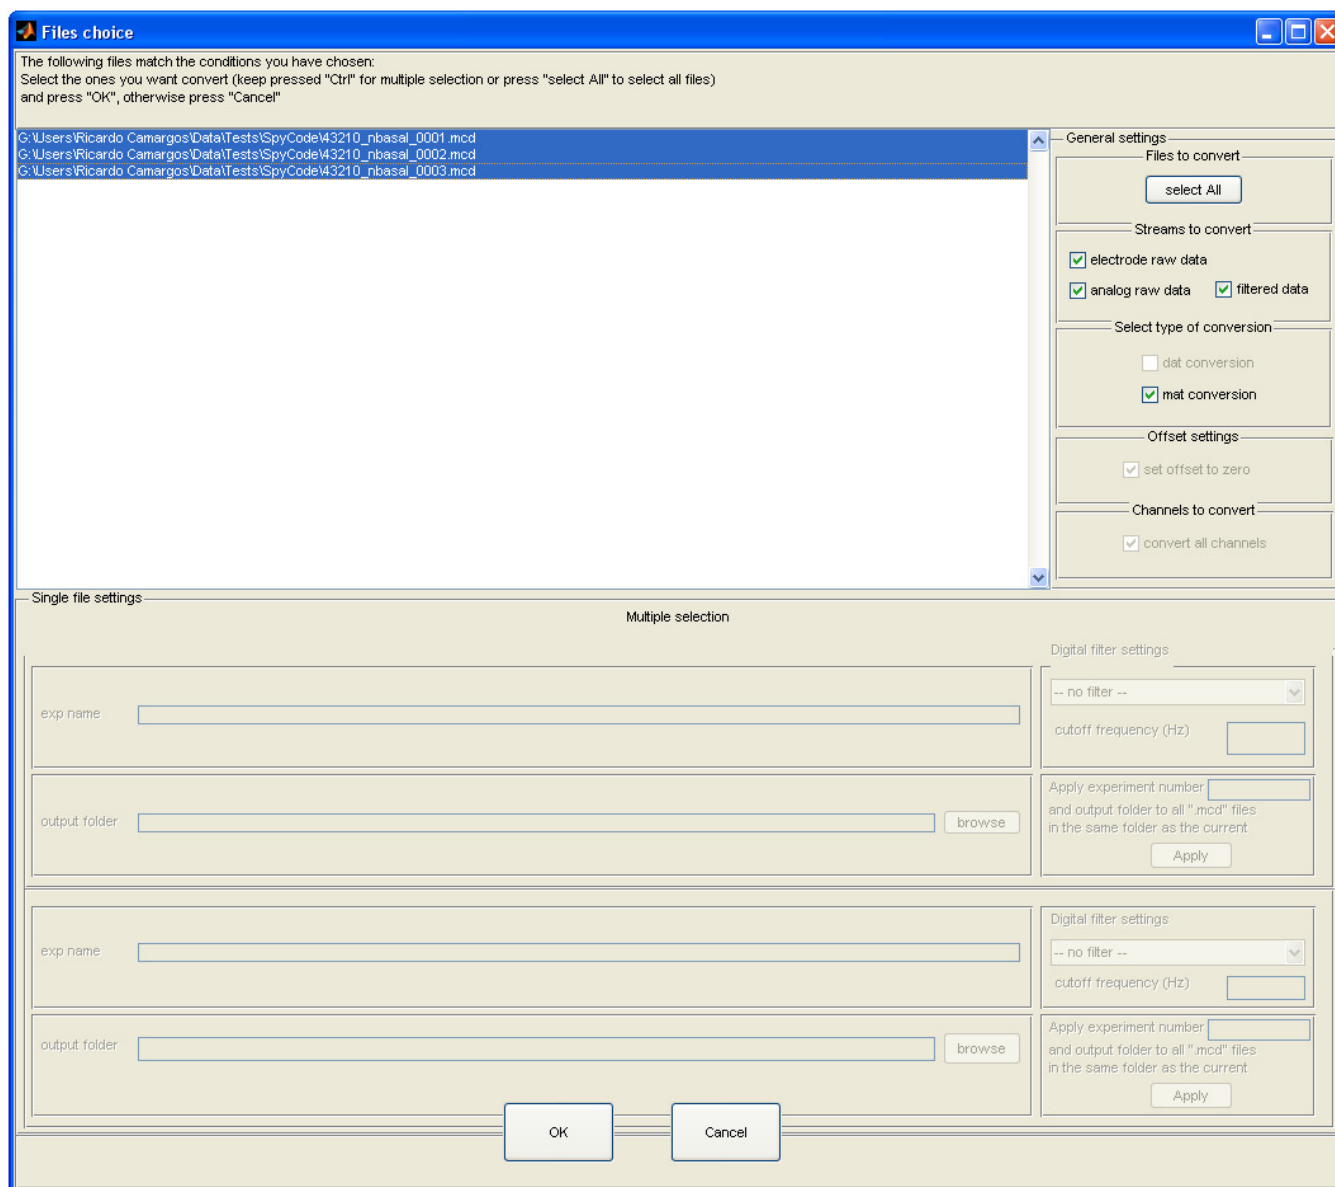 Files choice
The following files match the conditions you have chosen:
Select the ones you want convert (keep pressed "Ctrl" for multiple selection or press "select All" to select all files)
and press "OK", otherwise press "Cancel"
G:\Users\Ricardo Camargos\Data\Tests\SpyCode\43210_nbasal_0001.mcd
G:\Users\Ricardo Camargos\Data\Tests\SpyCode\43210_nbasal_0002.mcd
G:\Users\Ricardo Camargos\Data\Tests\SpyCode\43210_nbasal_0003.mcd
General settings
Files to convert
select All
Streams to convert
electrode raw data
analog raw data filtered data
Select type of conversion
dat conversion
mat conversion
Offset settings
set offset to zero
Channels to convert
convert all channels
Single file settings
Multiple selection
exp name
Digital filter settings
-- no filter --
cutoff frequency (Hz)
output folder
browse
Apply experiment number
and output folder to all ".mcd" files
in the same folder as the current
Apply
exp name
Digital filter settings
-- no filter --
cutoff frequency (Hz)
output folder
browse
Apply experiment number
and output folder to all ".mcd" files
in the same folder as the current
Apply
OK
Cancel